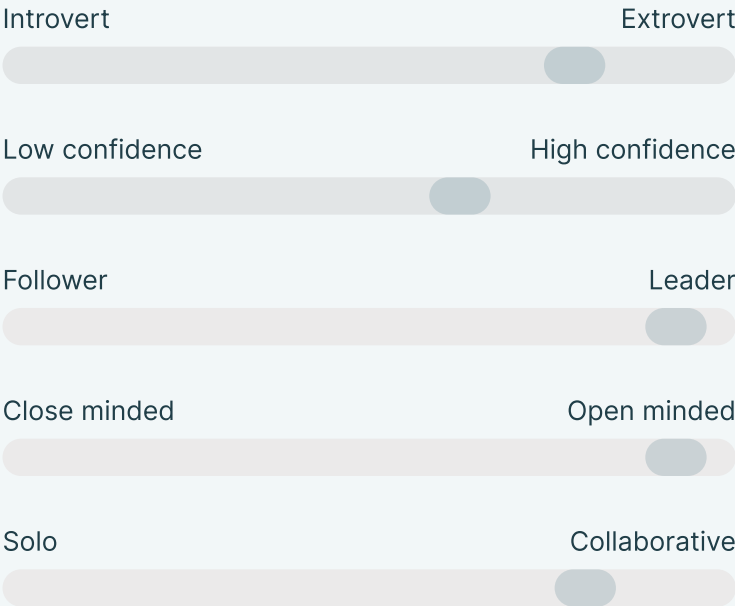 Introvert Extrovert
Low confidence High confidence
Follower Leader
Close minded Open minded
Solo Collaborative